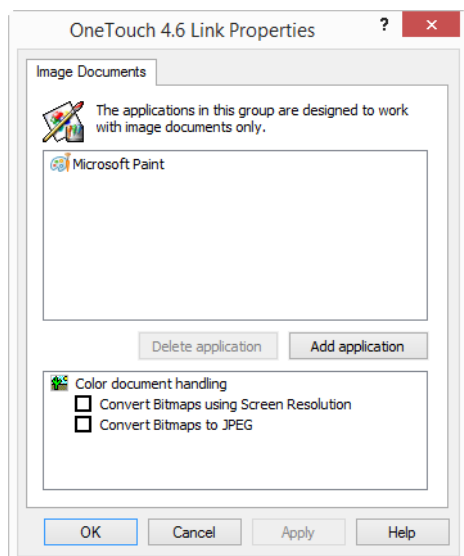 OneTouch 4.6 Link Properties
?
×
Image Documents
The applications in this group are designed to work
with image documents only.
Microsoft Paint
Delete application
Add application
Color document handling
Convert Bitmaps using Screen Resolution
Convert Bitmaps to JPEG
OK
Cancel
Apply
Help